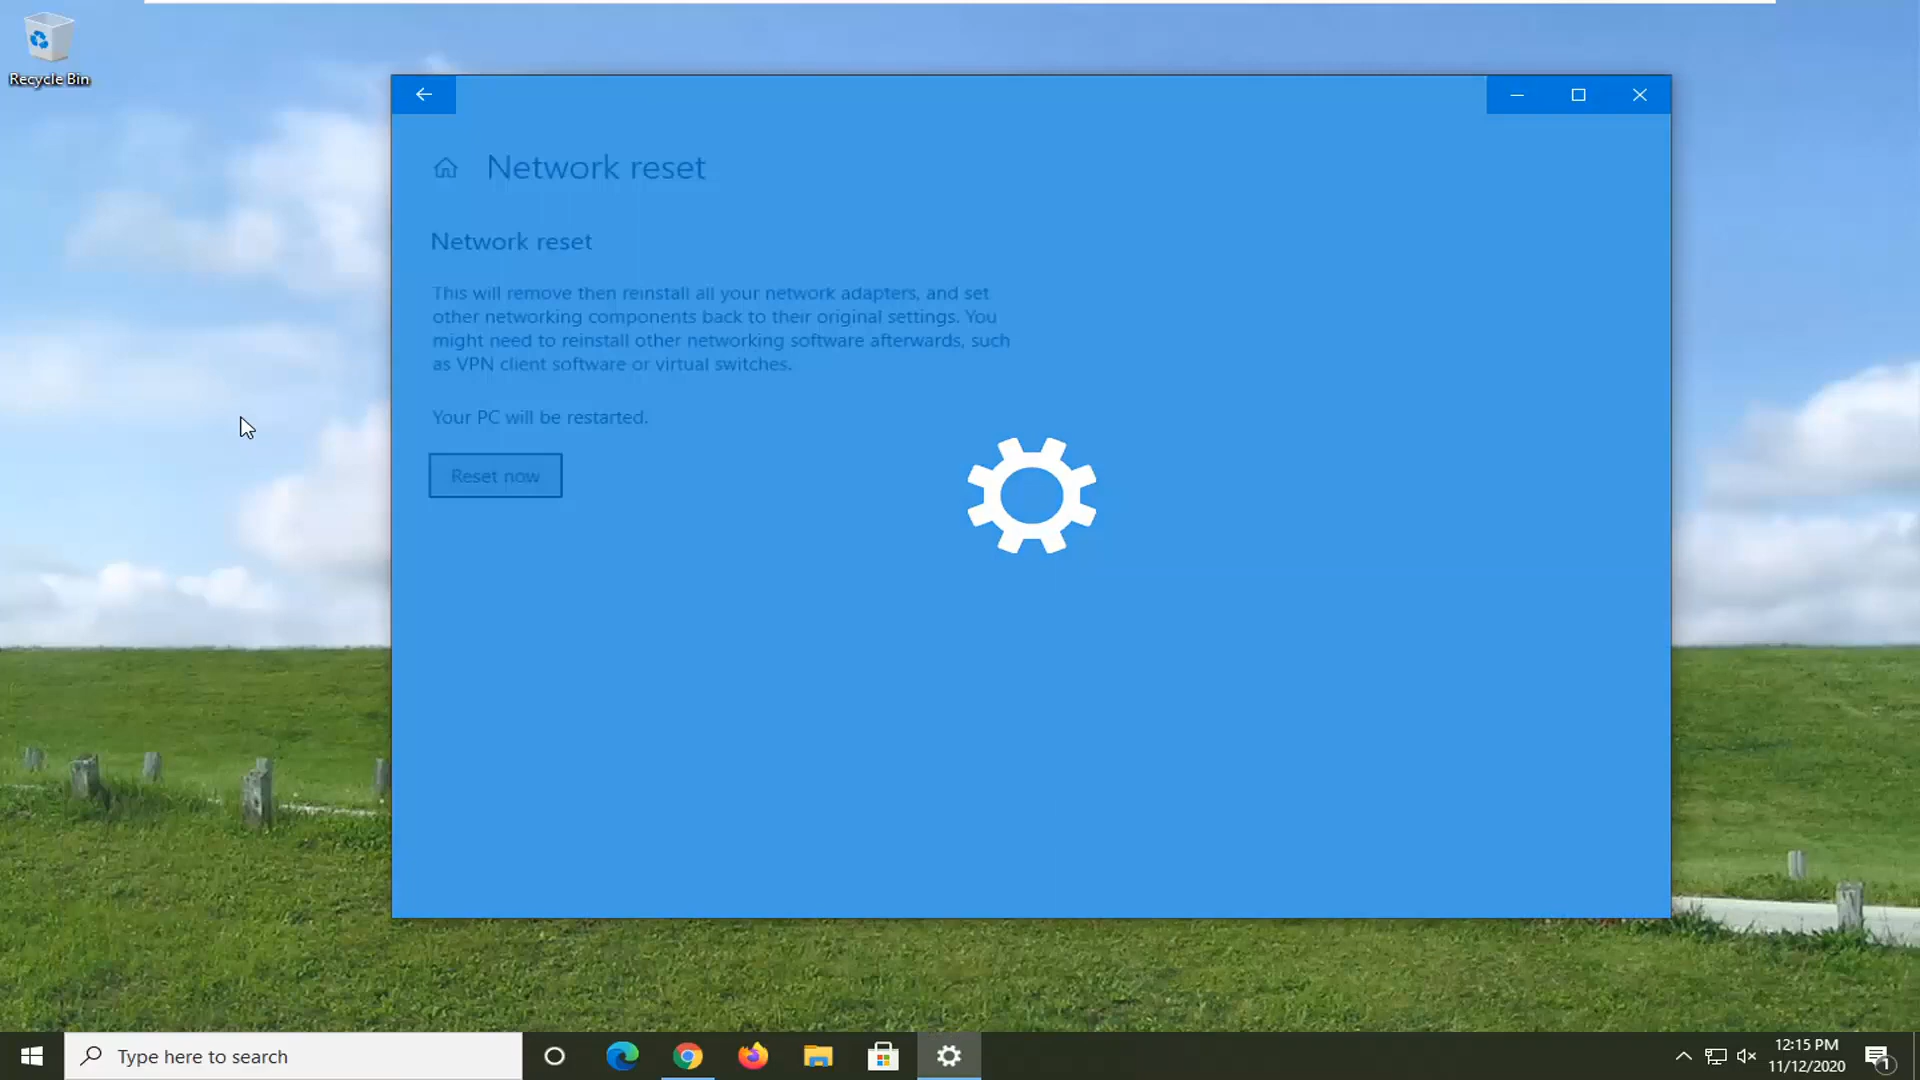 Recycle Bin
Network reset
Network reset
This will remove then reinstall all your network adapters, and set
other networking components back to their original settings. You
might need to reinstall other networking software afterwards, such
as VPN client software or virtual switches.
Your PC will be restarted.
Reset now
Type here to search
12:15 PM
11/12/2020
1